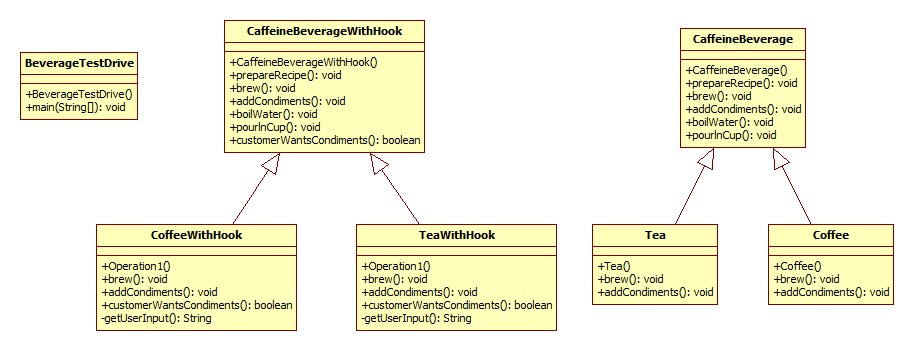 BeverageTestDrive
+BeverageTestDrive()
+main(String[]): void
CaffeineBeverageWithHook
+CaffeineBeverageWithHook()
+prepareRecipe(): void
+brew(): void
+addCondiments(): void
+boilWater(): void
+pourInCup(): void
+customerWantsCondiments(): boolean
CaffeineBeverage
+CaffeineBeverage()
+prepareRecipe(): void
+brew(): void
+addCondiments(): void
+boilWater(): void
+pourInCup(): void
CoffeeWithHook
+Operation1()
+brew(): void
+addCondiments(): void
+customerWantsCondiments(): boolean
-getUserInput(): String
TeaWithHook
+Operation1()
+brew(): void
+addCondiments(): void
+customerWantsCondiments(): boolean
-getUserInput(): String
Tea
+Tea()
+brew(): void
+addCondiments(): void
Coffee
+Coffee()
+brew(): void
+addCondiments(): void